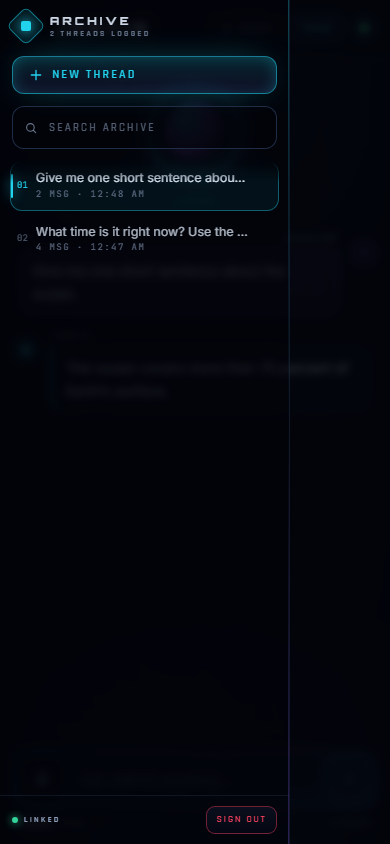 ARCHIVE
2 THREADS LOGGED
+ NEW THREAD
SEARCH ARCHIVE
01
Give me one short sentence abou...
2 MSG · 12:48 AM
02
What time is it right now? Use the ...
4 MSG · 12:47 AM
LINKED
SIGN OUT